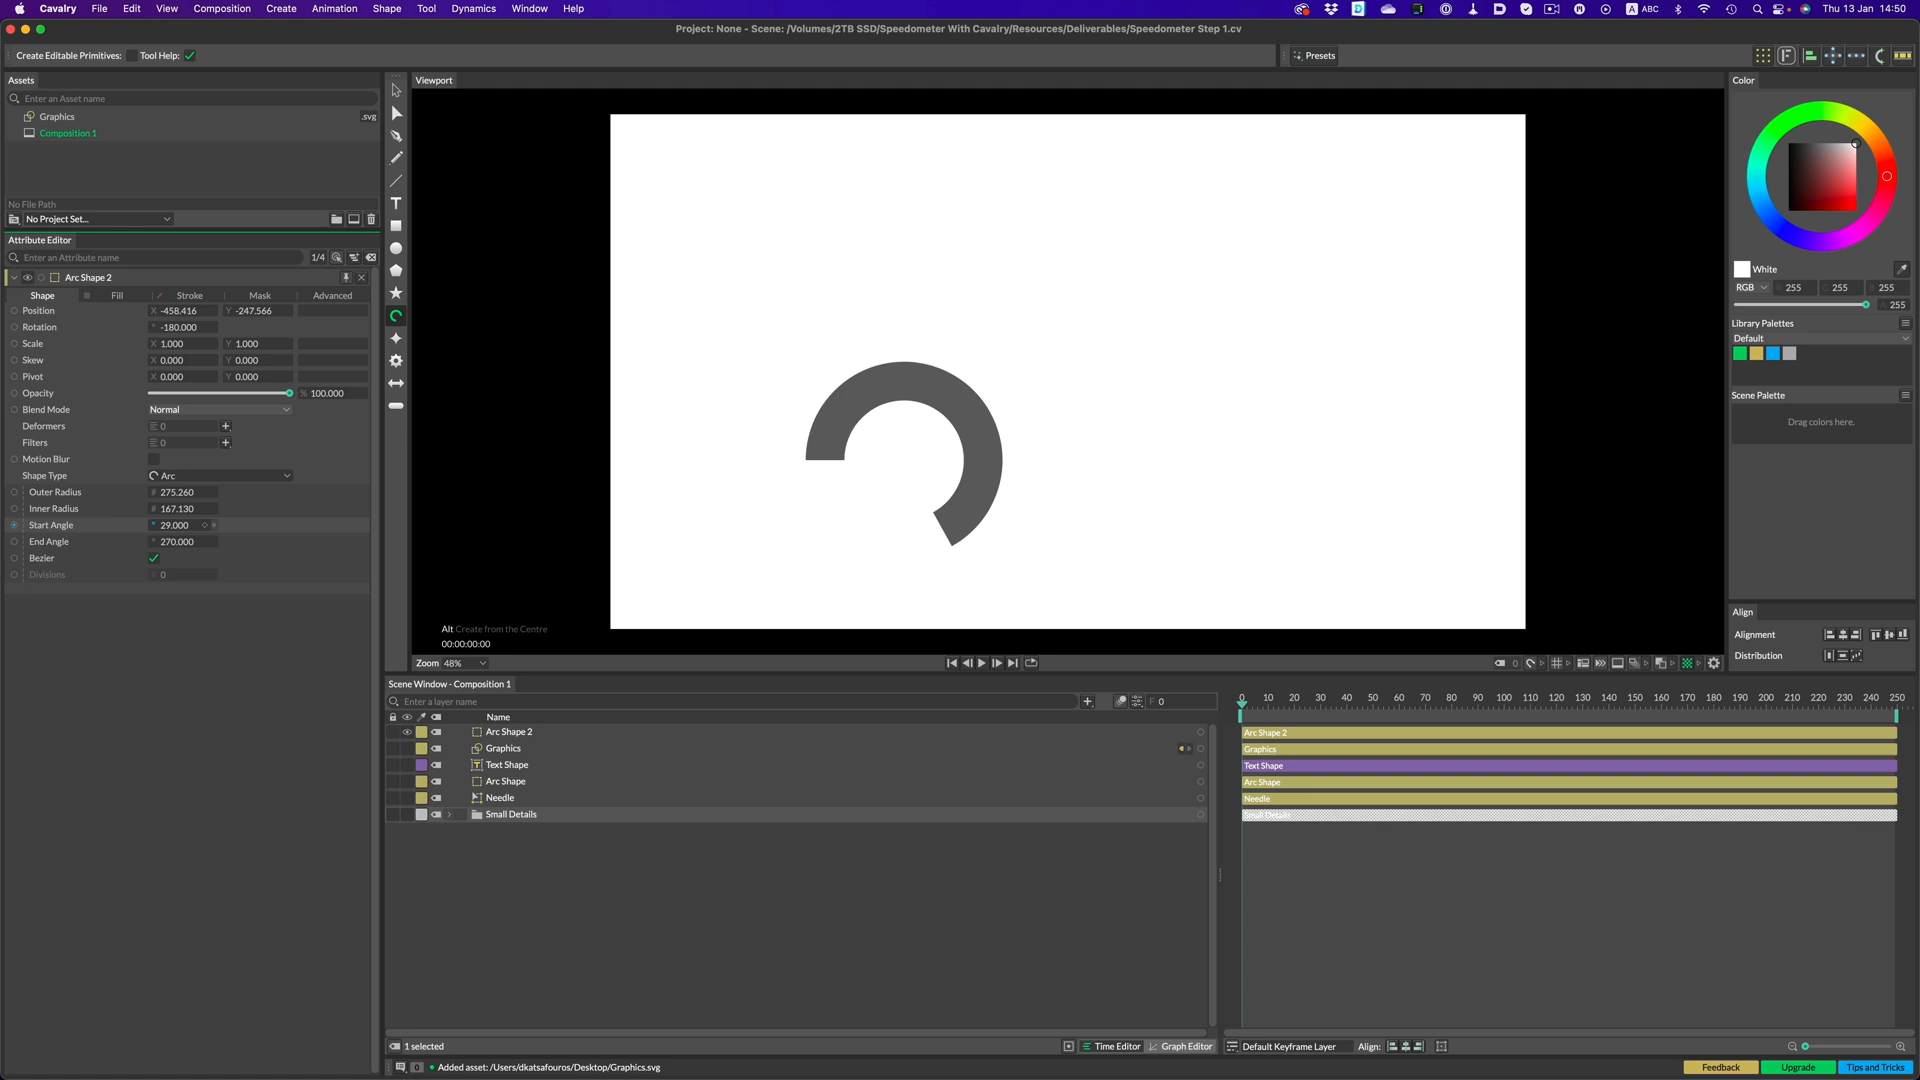 Cavalry File Edit View Composition Create Animation Shape Tool Dynamics Window Help ABC Thu 13 Jan 14:50
Project: None - Scene: /Volumes/2TB SSD/Speedometer With Cavalry/Resources/Deliverables/Speedometer Step 1.cv
Create Editable Primitives: Tool Help: Presets
Assets
Enter an Asset name
Graphics .svg
Composition 1
No File Path
No Project Set...
Attribute Editor
Enter an Attribute name 1/4
Arc Shape 2
Shape Fill Stroke Mask Advanced
Position X -458.416 Y -247.566
Rotation ° -180.000
Scale X 1.000 Y 1.000
Skew X 0.000 Y 0.000
Pivot X 0.000 Y 0.000
Opacity % 100.000
Blend Mode Normal
Deformers 0
Filters 0
Motion Blur
Shape Type Arc
Outer Radius # 275.260
Inner Radius # 167.130
Start Angle ° 29.000
End Angle ° 270.000
Bezier
Divisions 0
Viewport
Alt Create from the Centre
00:00:00:00
Zoom 48% 0
Color
White
RGB 255 255 255
255
Library Palettes
Default
Scene Palette
Drag colors here.
Align
Alignment
Distribution
Scene Window - Composition 1
Enter a layer name F 0
Name
Arc Shape 2
Graphics
Text Shape
Arc Shape
Needle
Small Details
0 10 20 30 40 50 60 70 80 90 100 110 120 130 140 150 160 170 180 190 200 210 220 230 240 250
Arc Shape 2
Graphics
Text Shape
Arc Shape
Needle
Small Details
1 selected Time Editor Graph Editor Default Keyframe Layer Align:
0 Added asset: /Users/dkatsafouros/Desktop/Graphics.svg Feedback Upgrade Tips and Tricks